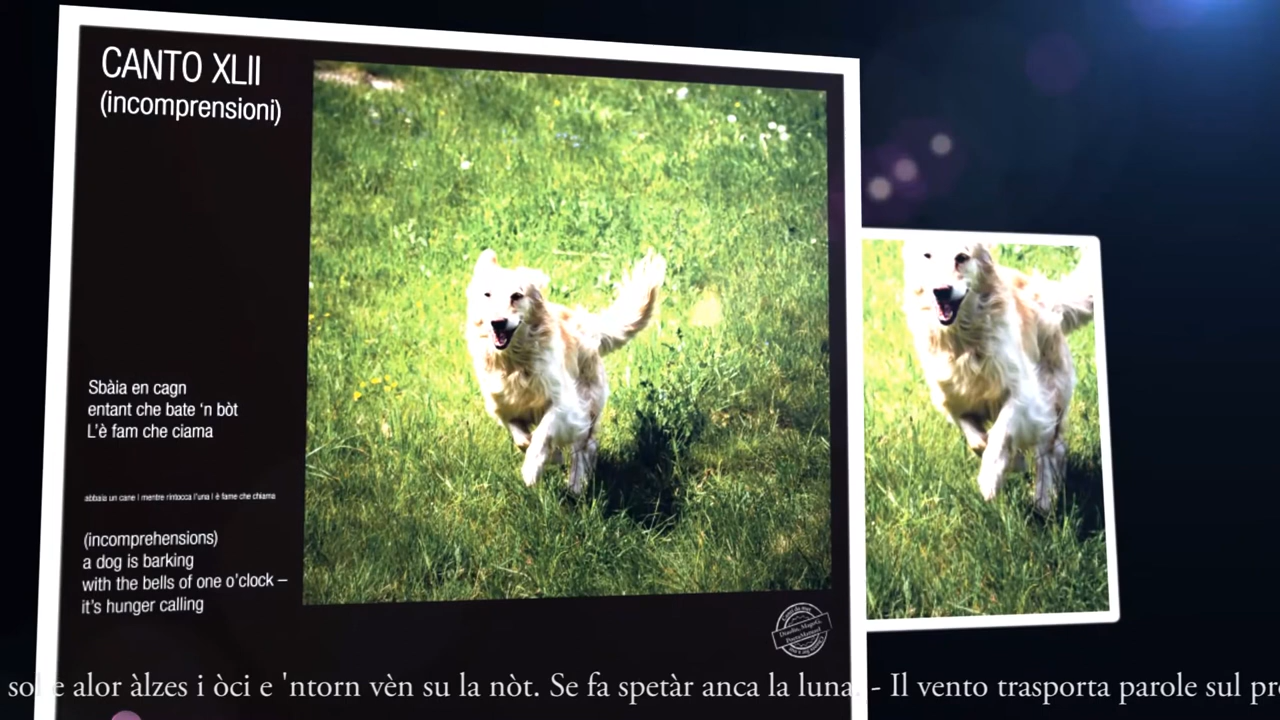 CANTO XLII
(incomprensioni)
Sbàia en cagn
entant che bate ‘n bòt
L’è fam che ciama
abbaia un cane | mentre rintocca l’una | è fame che chiama
(incomprehensions)
a dog is barking
with the bells of one o’clock –
it’s hunger calling
e alor àlzes i òci e 'ntorn vèn su la nòt. Se fa spetàr anca la luna. - Il vento trasporta parole sul